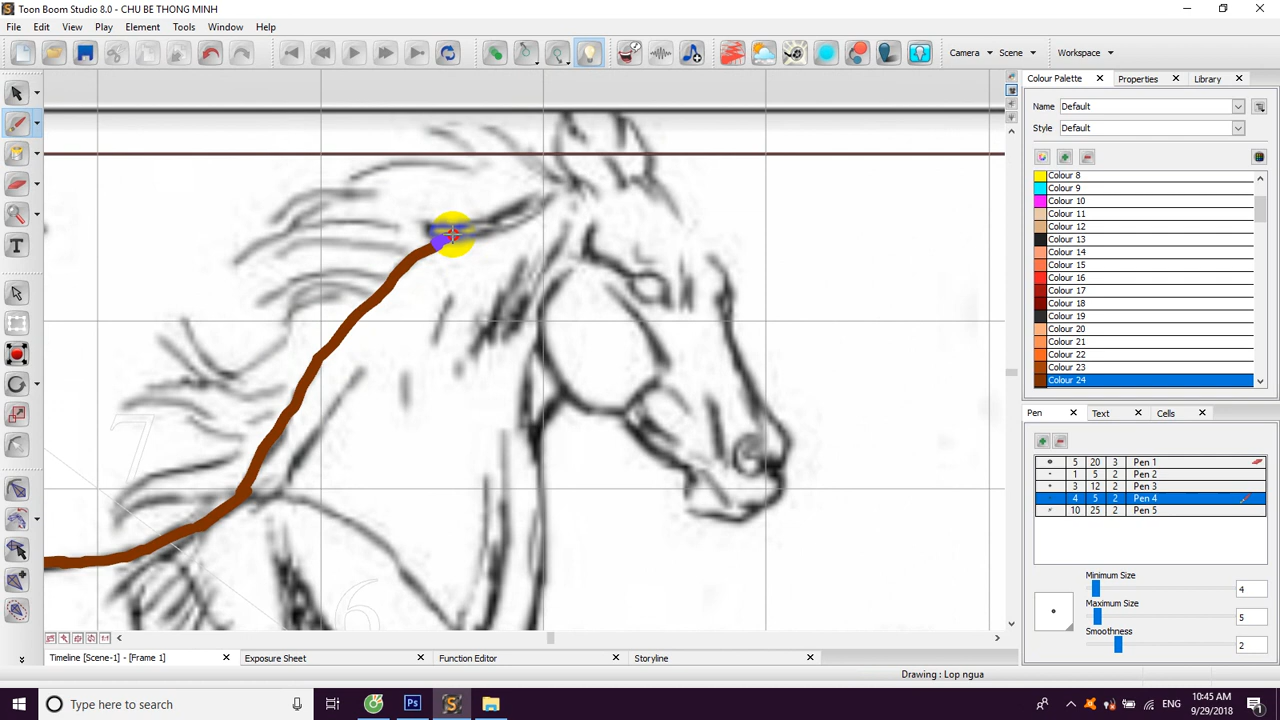 Toon Boom Studio 8.0 - CHU BE THONG MINH
File Edit View Play Element Tools Window Help
Camera Scene Workspace
Colour Palette Properties Library
Name Default
Style Default
Colour 8
Colour 9
Colour 10
Colour 11
Colour 12
Colour 13
Colour 14
Colour 15
Colour 16
Colour 17
Colour 18
Colour 19
Colour 20
Colour 21
Colour 22
Colour 23
Colour 24
Pen Text Cells
5 20 3 Pen 1
1 5 2 Pen 2
3 12 2 Pen 3
4 5 2 Pen 4
10 25 2 Pen 5
Minimum Size
4
Maximum Size
5
Smoothness
2
7
6
T
1:1
Timeline [Scene-1] - [Frame 1] Exposure Sheet Function Editor Storyline
Drawing : Lop ngua
Type here to search
Ps
ENG
10:45 AM
9/29/2018
1